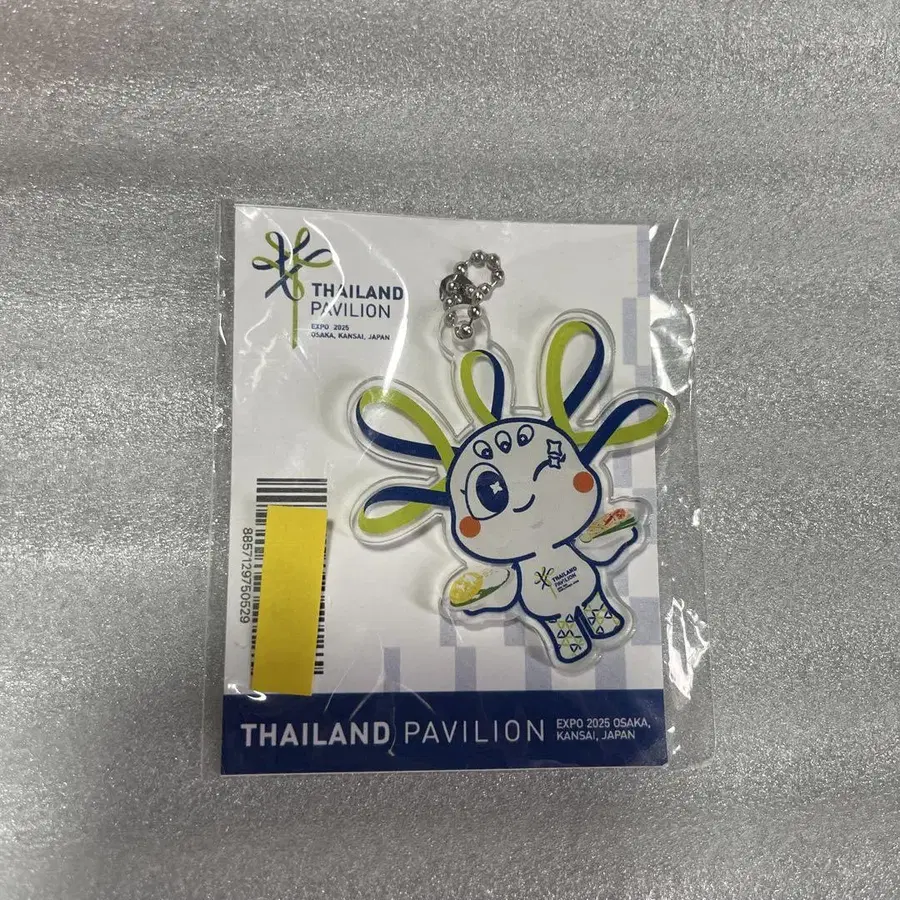 THAILAND
PAVILION
EXPO 2025
OSAKA, KANSAI, JAPAN
8857129750529
THAILAND
PAVILION
THAILAND PAVILION EXPO 2025 OSAKA,
KANSAI, JAPAN